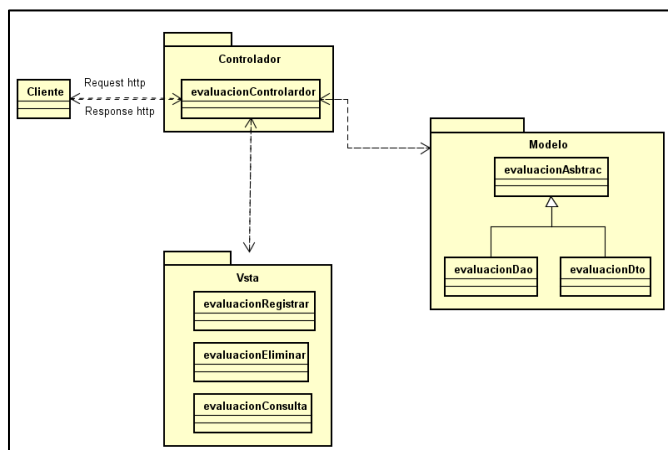 Controlador
evaluacionControlardor
Cliente
Request http
Response http
Modelo
evaluacionAsbtrac
evaluacionDao
evaluacionDto
Vsta
evaluacionRegistrar
evaluacionEliminar
evaluacionConsulta